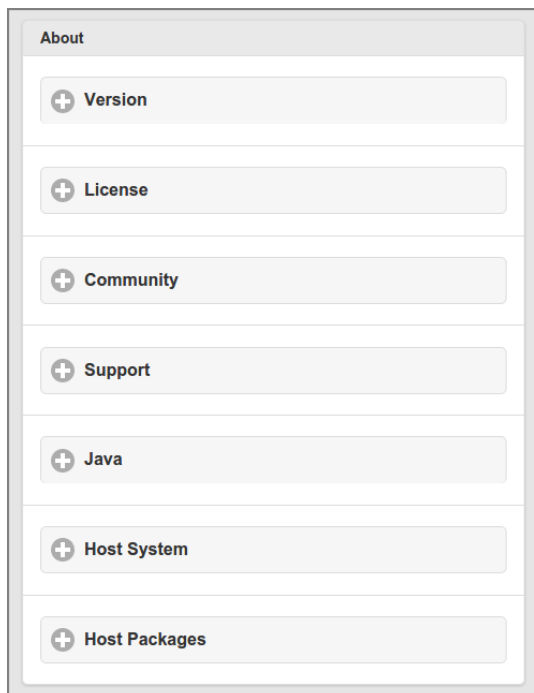 About
Version
License
Community
Support
Java
Host System
Host Packages